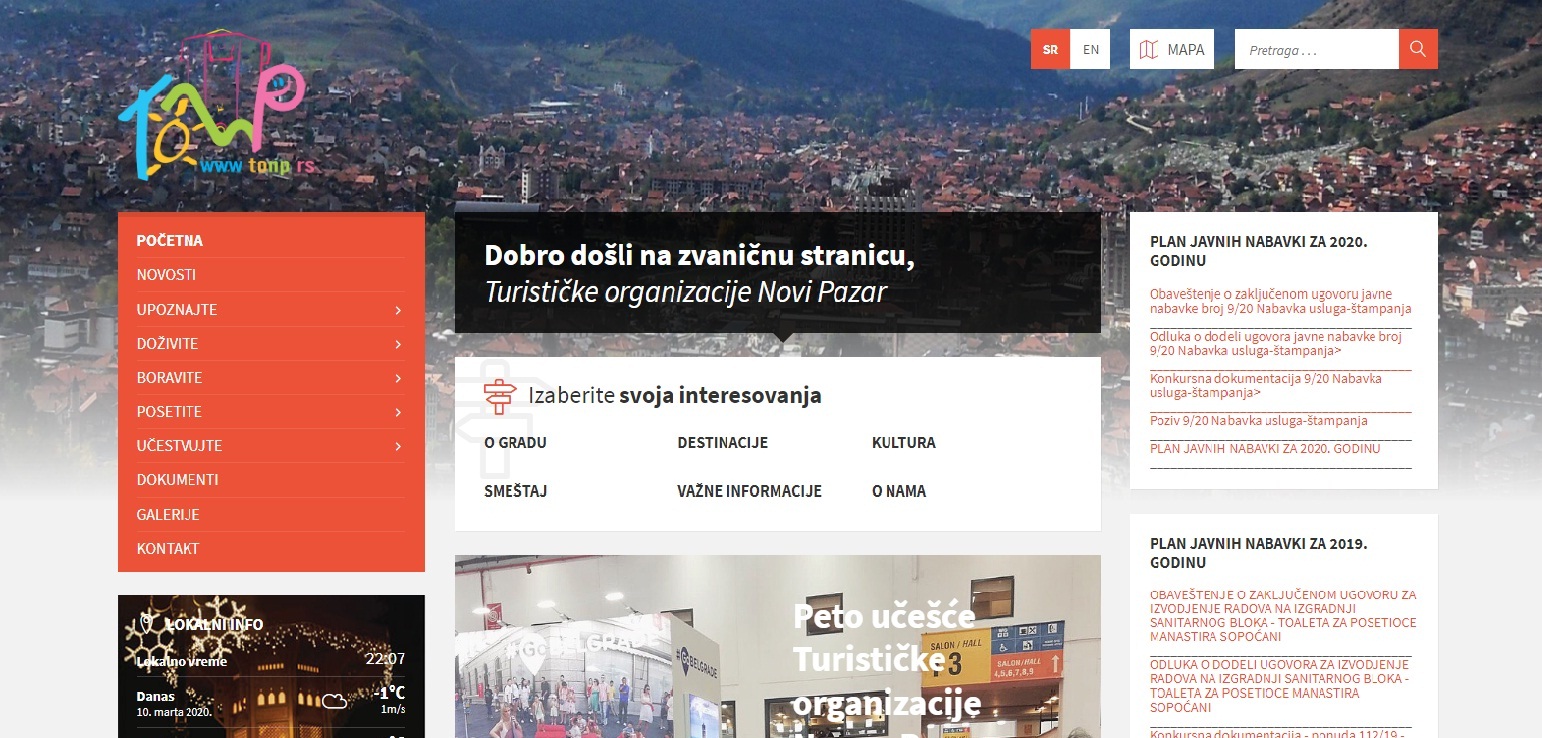 TONP
www tonp.rs
SR
EN
MAPA
Pretraga . . .
POČETNA
NOVOSTI
UPOZNAJTE
DOŽIVITE
BORAVITE
POSETITE
UČESTVUJTE
DOKUMENTI
GALERIJE
KONTAKT
LOKALNI INFO
Lokalno vreme
22:07
Danas
-1°C
10. marta 2020.
1m/s
Dobro došli na zvaničnu stranicu,
Turističke organizacije Novi Pazar
Izaberite svoja interesovanja
O GRADU
DESTINACIJE
KULTURA
SMEŠTAJ
VAŽNE INFORMACIJE
O NAMA
Peto učešće
Turističke
organizacije
#GoBELGRADE
#GoBELGRADE
SALON / HALL
3
SALON/HALL
4,5,6,7,8,9
PLAN JAVNIH NABAVKI ZA 2020.
GODINU
Obaveštenje o zaključenom ugovoru javne
nabavke broj 9/20 Nabavka usluga-štampanja
Odluka o dodeli ugovora javne nabavke broj
9/20 Nabavka usluga-štampanja>
Konkursna dokumentacija 9/20 Nabavka
usluga-štampanja>
Poziv 9/20 Nabavka usluga-štampanja
PLAN JAVNIH NABAVKI ZA 2020. GODINU
PLAN JAVNIH NABAVKI ZA 2019.
GODINU
OBAVEŠTENJE O ZAKLJUČENOM UGOVORU ZA
IZVODJENJE RADOVA NA IZGRADNJI
SANITARNOG BLOKA - TOALETA ZA POSETIOCE
MANASTIRA SOPOĆANI
ODLUKA O DODELI UGOVORA ZA IZVODJENJE
RADOVA NA IZGRADNJI SANITARNOG BLOKA -
TOALETA ZA POSETIOCE MANASTIRA
SOPOĆANI
Konkursna dokumentacija - ponuda 112/19 -